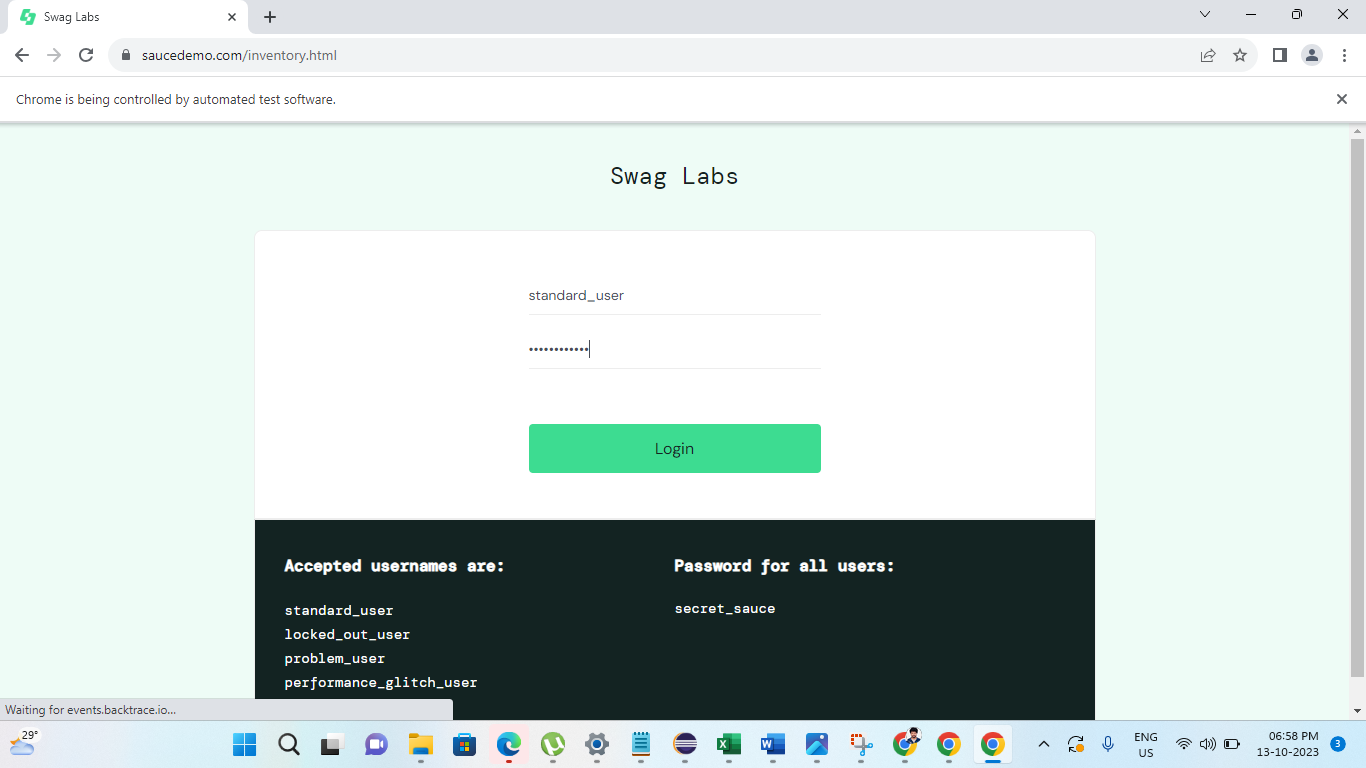 Swag Labs
saucedemo.com/inventory.html
Chrome is being controlled by automated test software.
Swag Labs
standard_user
••••••••••••
Login
Accepted usernames are:
standard_user
locked_out_user
problem_user
performance_glitch_user
Password for all users:
secret_sauce
Waiting for events.backtrace.io...
29°
ENG
US
06:58 PM
13-10-2023
3